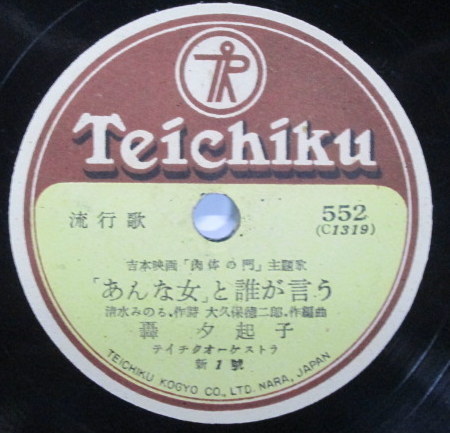 Teichiku
流行歌
552
(C1319)
吉本映画「肉体の門」主題歌
「あんな女」と誰が言う
清水みのる・作詩 大久保徳二郎・作編曲
轟夕起子
テイチクオーケストラ
新1號
TEICHIKU KOGYO CO., LTD. NARA, JAPAN